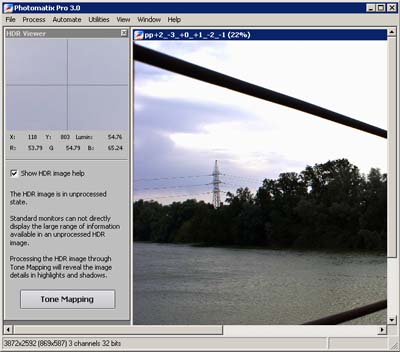 Photomatix Pro 3.0
File Process Automate Utilities View Window Help
HDR Viewer
pp+2_-3_+0_+1_-2_-1 (22%)
X: 118 Y: 803 Lumin: 54.76
R: 53.79 G 54.79 B: 65.24
Show HDR image help
The HDR image is in unprocessed
state.
Standard monitors can not directly
display the large range of information
available in an unprocessed HDR
image.
Processing the HDR image through
Tone Mapping will reveal the image
details in highlights and shadows.
Tone Mapping
3872x2592 (869x587) 3 channels 32 bits